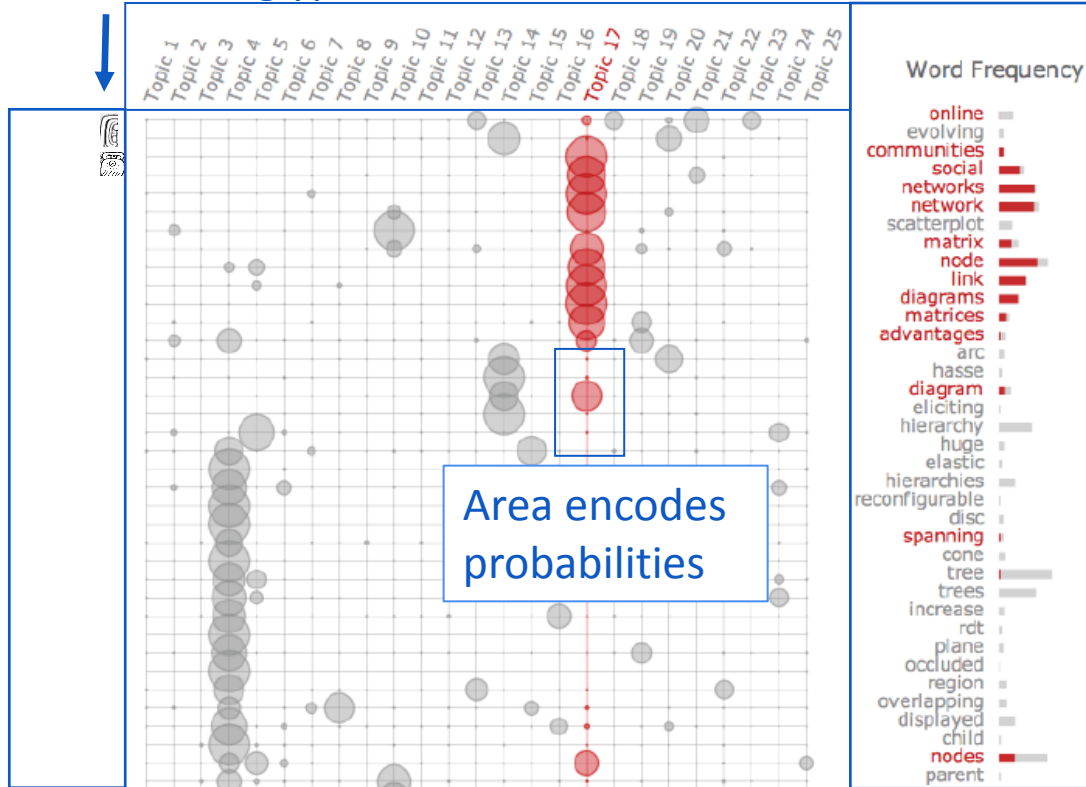 Topic 1
Topic 2
Topic 3
Topic 4
Topic 5
Topic 6
Topic 7
Topic 8
Topic 9
Topic 10
Topic 11
Topic 12
Topic 13
Topic 14
Topic 15
Topic 16
Topic 17
Topic 18
Topic 19
Topic 20
Topic 21
Topic 22
Topic 23
Topic 24
Topic 25
Area encodes
probabilities
Word Frequency
online
evolving
communities
social
networks
network
scatterplot
matrix
node
link
diagrams
matrices
advantages
arc
hasse
diagram
eliciting
hierarchy
huge
elastic
hierarchies
reconfigurable
disc
spanning
cone
tree
trees
increase
rdt
plane
occluded
region
overlapping
displayed
child
nodes
parent